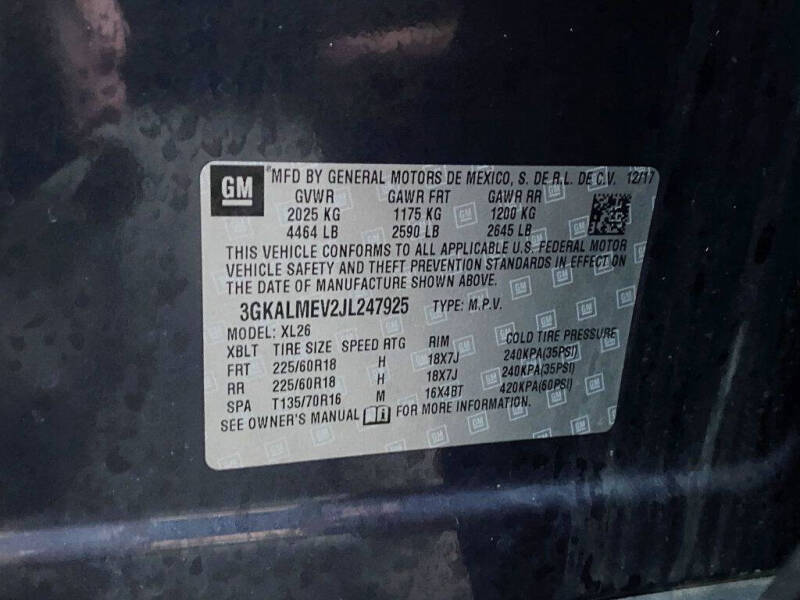 GM
®MFD BY GENERAL MOTORS DE MEXICO, S. DE R.L. DE C.V. 12/17
GVWR GAWR FRT GAWR RR
2025 KG 1175 KG 1200 KG
4464 LB 2590 LB 2645 LB
THIS VEHICLE CONFORMS TO ALL APPLICABLE U.S. FEDERAL MOTOR
VEHICLE SAFETY AND THEFT PREVENTION STANDARDS IN EFFECT ON
THE DATE OF MANUFACTURE SHOWN ABOVE.
3GKALMEV2JL247925 TYPE: M.P.V.
MODEL: XL26
XBLT TIRE SIZE SPEED RTG RIM COLD TIRE PRESSURE
FRT 225/60R18 H 18X7J 240KPA(35PSI)
RR 225/60R18 H 18X7J 240KPA(35PSI)
SPA T135/70R16 M 16X4BT 420KPA(60PSI)
SEE OWNER'S MANUAL FOR MORE INFORMATION.